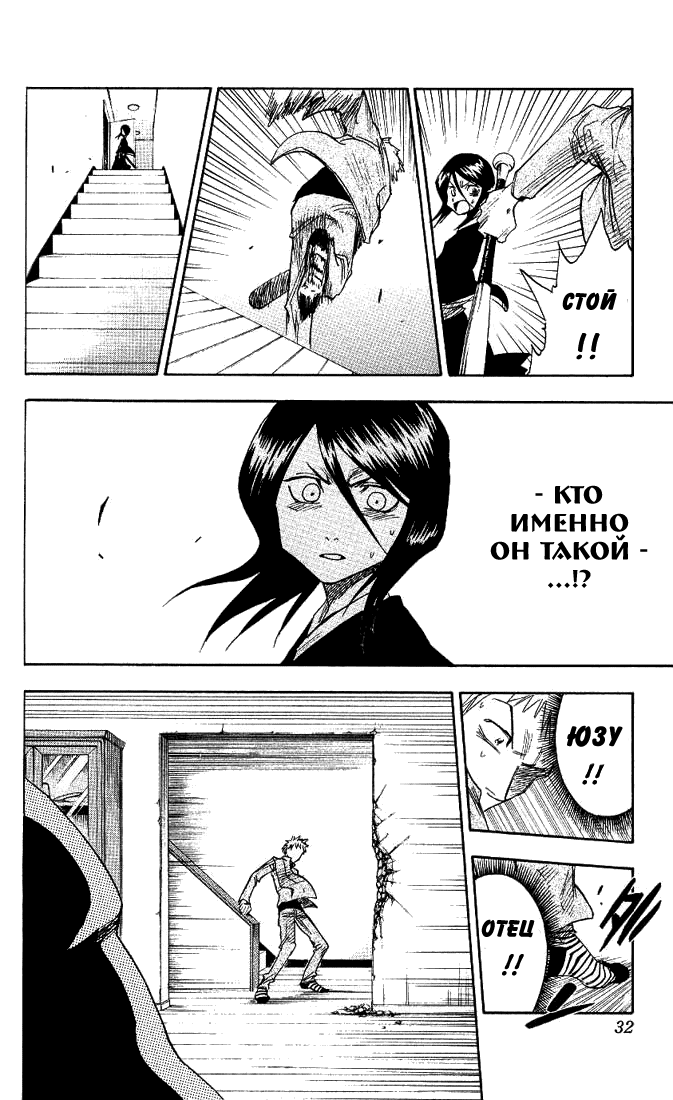 СТОЙ
!!
- КТО
ИМЕННО
ОН ТАКОЙ -
...!?
ЮЗУ
!!
ОТЕЦ
!!
32